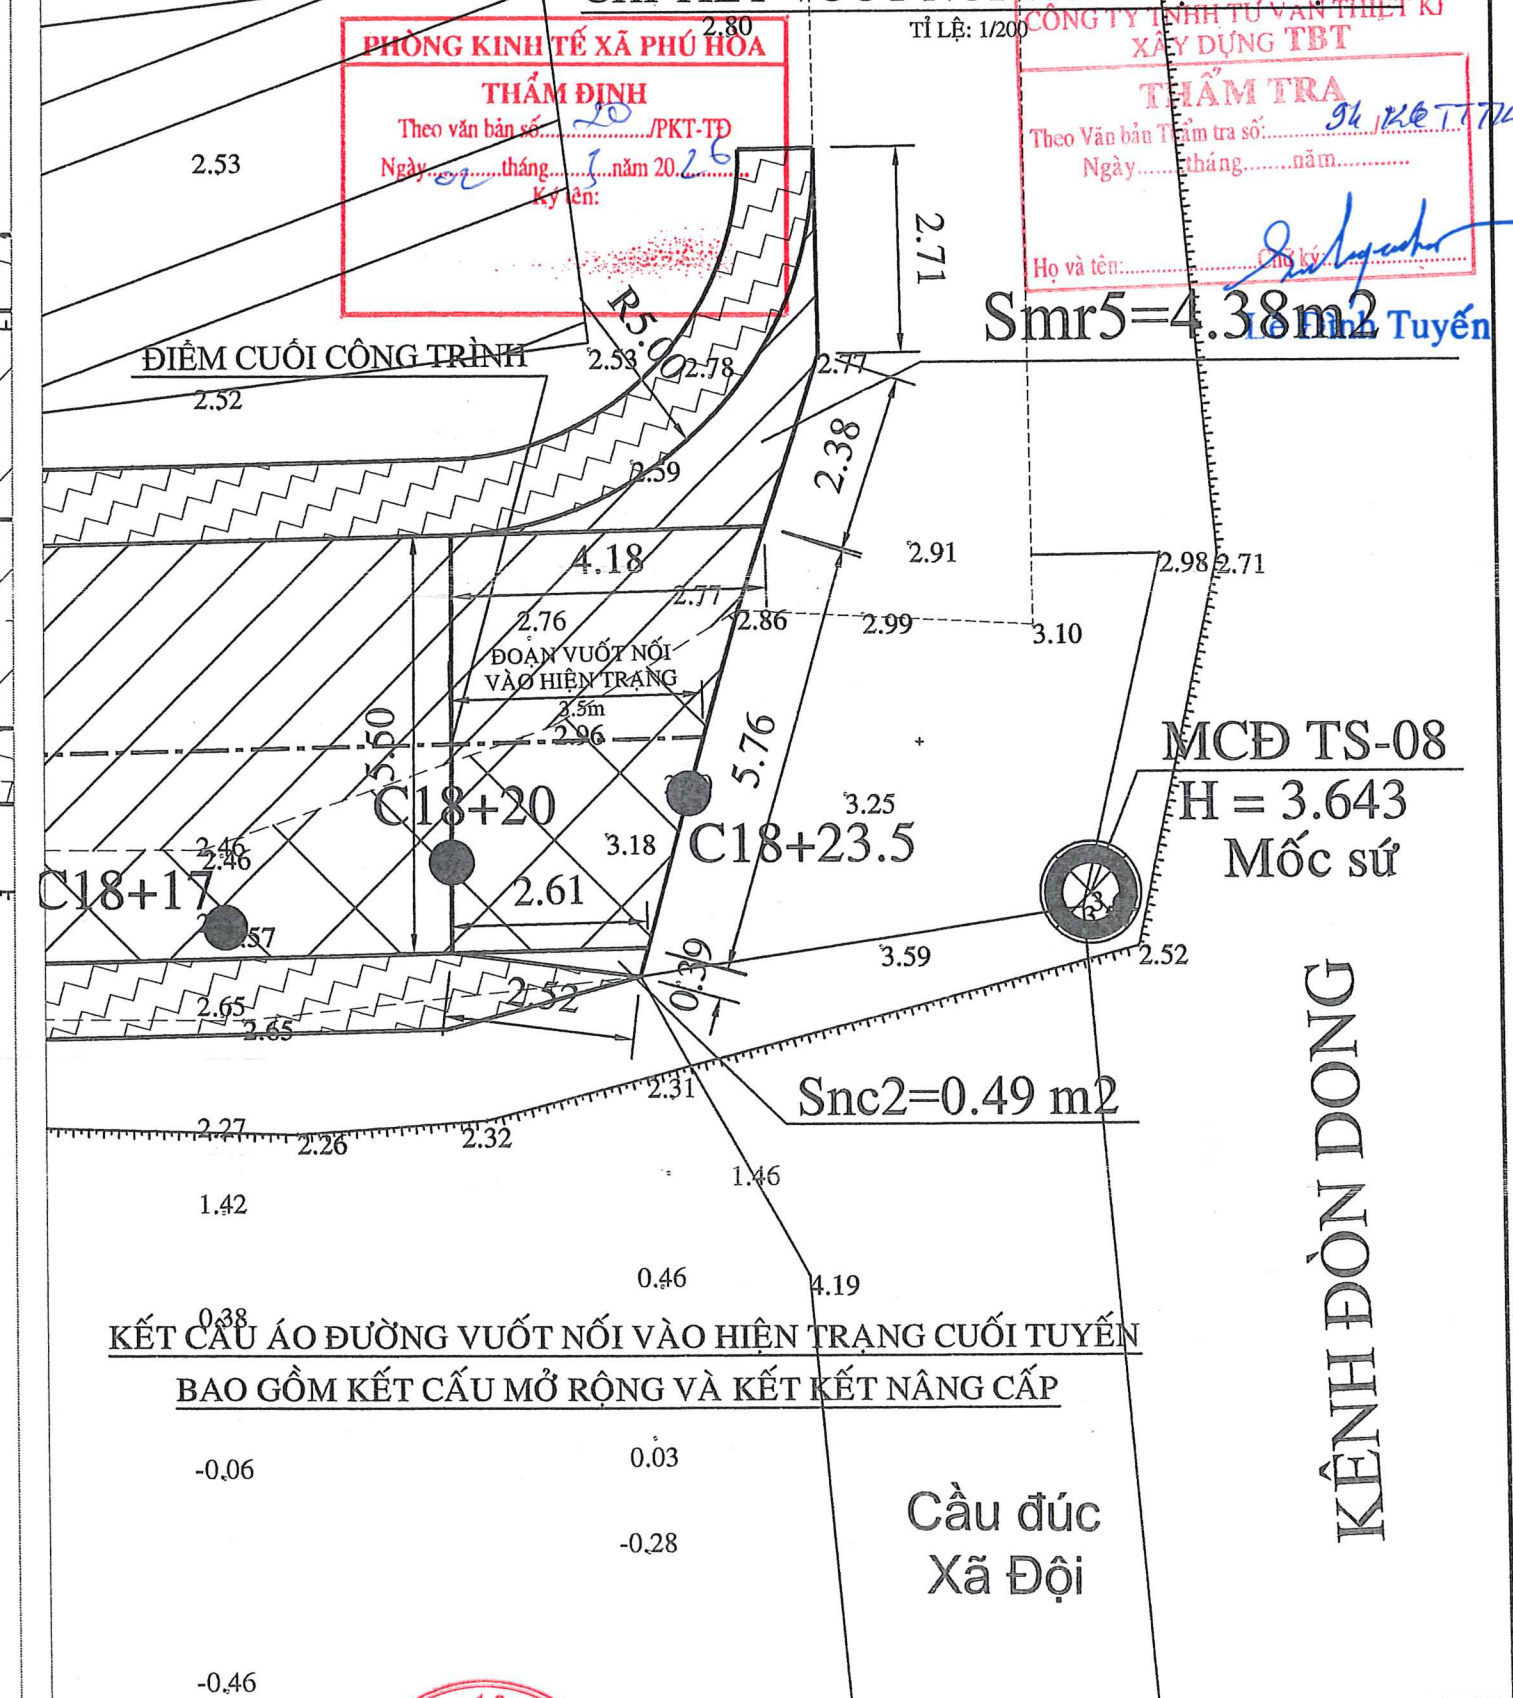 2.80
TỈ LỆ: 1/200
CÔNG TY TNHH TƯ VẤN THIẾT KẾ
XÂY DỰNG TBT
THẨM TRA
Theo Văn bản Thẩm tra số:
Ngày........tháng........năm............
Họ và tên:
Chữ ký
Lê Đình Tuyến
PHÒNG KINH TẾ XÃ PHÚ HÒA
THẨM ĐỊNH
Theo văn bản số: 20 /PKT-TĐ
Ngày 02 tháng năm 2026
Ký tên:
2.53
2.71
R5.00
Smr5=4.38m2
ĐIỂM CUỐI CÔNG TRÌNH
2.53
2.78
2.77
2.52
2.38
2.59
4.18
2.91
2.98
2.71
2.77
2.76
2.86
2.99
3.10
ĐOẠN VUỐT NỐI
VÀO HIỆN TRẠNG
3.5m
2.96
5.50
5.76
MCĐ TS-08
H = 3.643
Mốc sứ
C18+20
3.25
3.18
C18+23.5
2.46
2.46
C18+17
2.61
.57
3.59
2.52
0.39
2.52
2.65
2.65
2.31
Snc2=0.49 m2
2.27
2.26
2.32
1.46
1.42
0.46
4.19
0.38
KẾT CẤU ÁO ĐƯỜNG VUỐT NỐI VÀO HIỆN TRẠNG CUỐI TUYẾN
BAO GỒM KẾT CẤU MỞ RỘNG VÀ KẾT KẾT NÂNG CẤP
KÊNH ĐÒN DONG
-0.06
0.03
Cầu đúc
Xã Đội
-0.28
-0.46